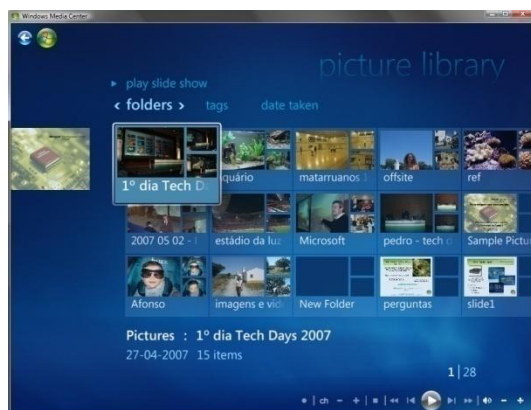 Windows Media Center
picture library
play slide show
folders tags date taken
1º dia Tech D
aquário matarruanos offsite ref
2007 05 02 - estádio da luz Microsoft pedro - tech Sample Pictu
Afonso imagens e vid New Folder perguntas slide1
Pictures : 1º dia Tech Days 2007
27-04-2007 15 items
1 | 28
ch - +
- +